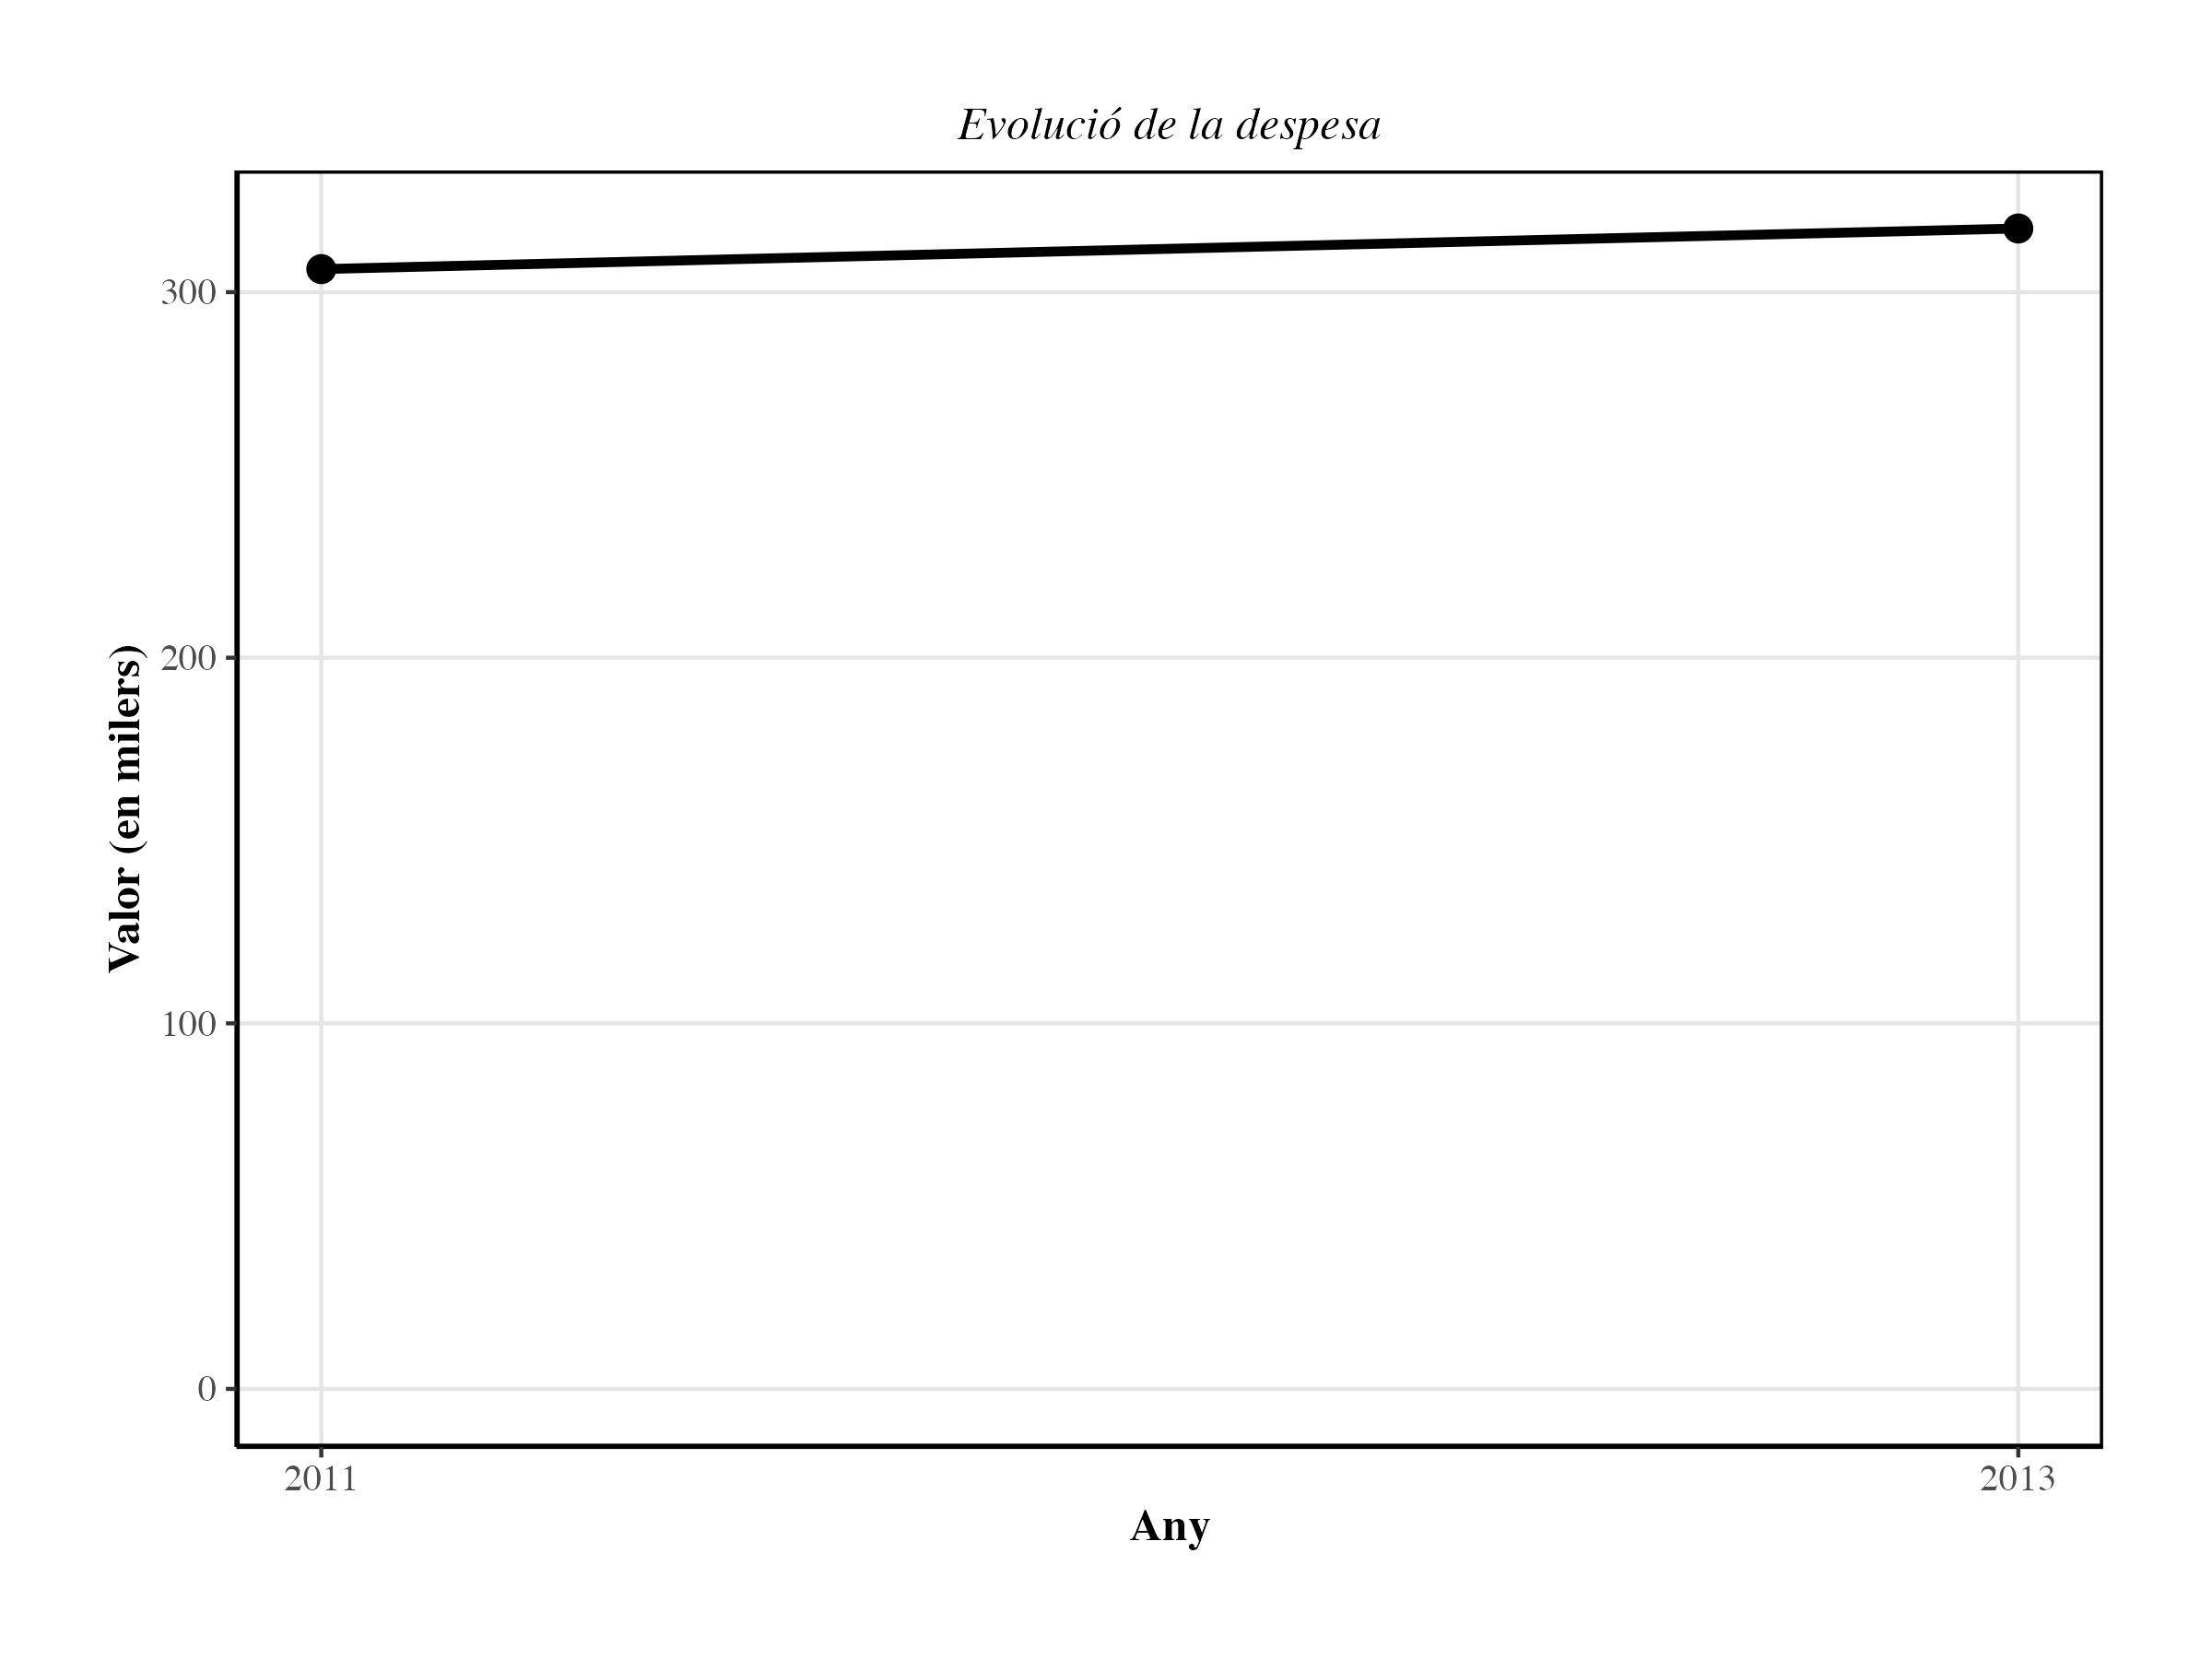 Evolució de la despesa
300
200
100
0
Valor (en milers)
2011
2013
Any